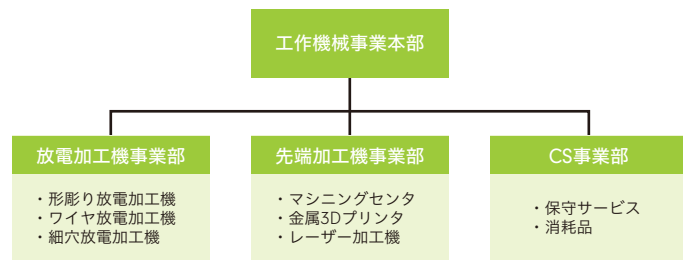 工作機械事業本部
放電加工機事業部
・形彫り放電加工機
・ワイヤ放電加工機
・細穴放電加工機
先端加工機事業部
・マシニングセンタ
・金属3Dプリンタ
・レーザー加工機
CS事業部
・保守サービス
・消耗品